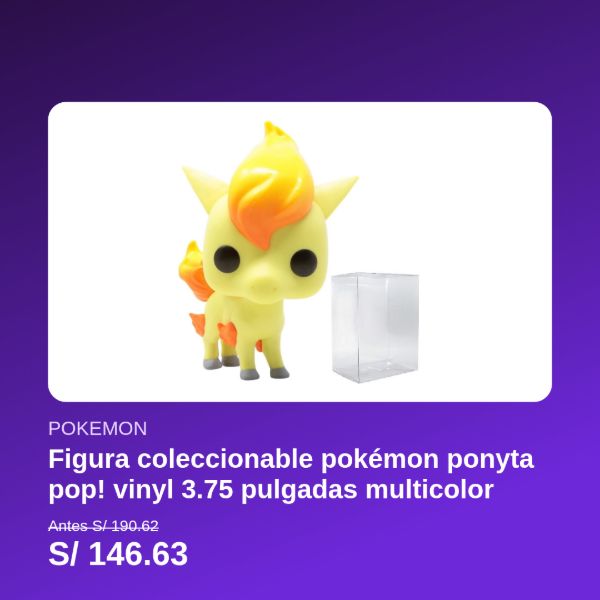 POKEMON
Figura coleccionable pokémon ponyta
pop! vinyl 3.75 pulgadas multicolor
Antes S/ 190.62
S/ 146.63